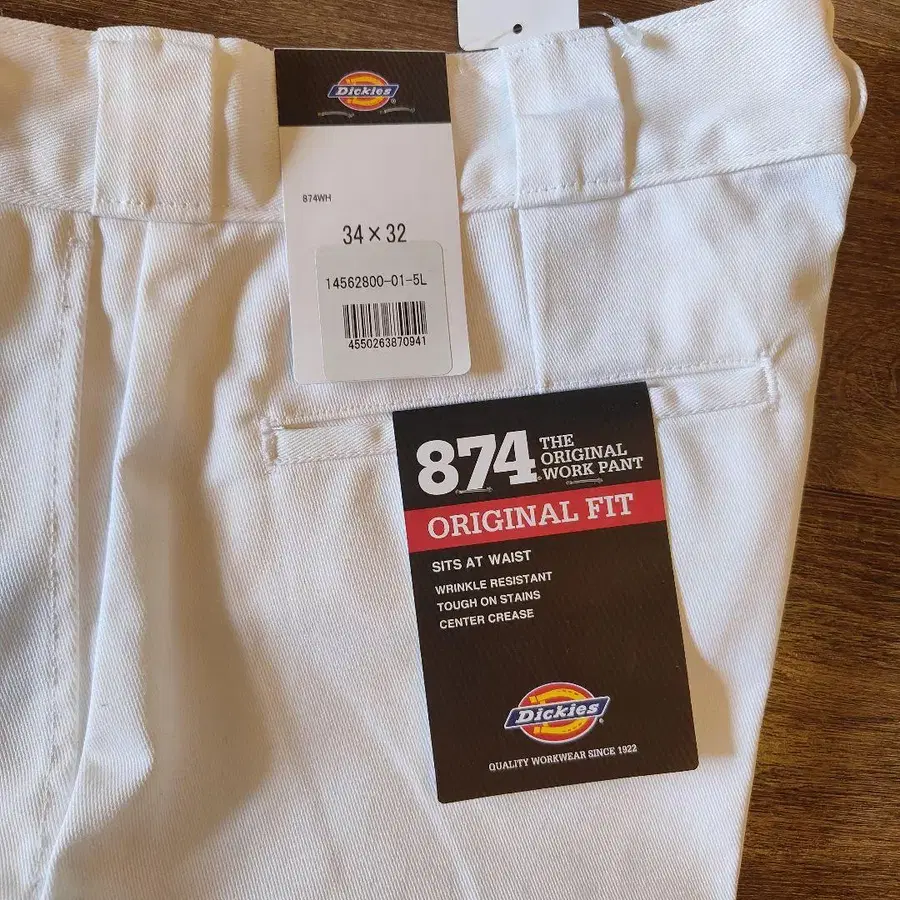 Dickies
874WH
34×32
14562800-01-5L
4550263870941
874
THE
ORIGINAL
WORK PANT
ORIGINAL FIT
SITS AT WAIST
WRINKLE RESISTANT
TOUGH ON STAINS
CENTER CREASE
Dickies
QUALITY WORKWEAR SINCE 1922